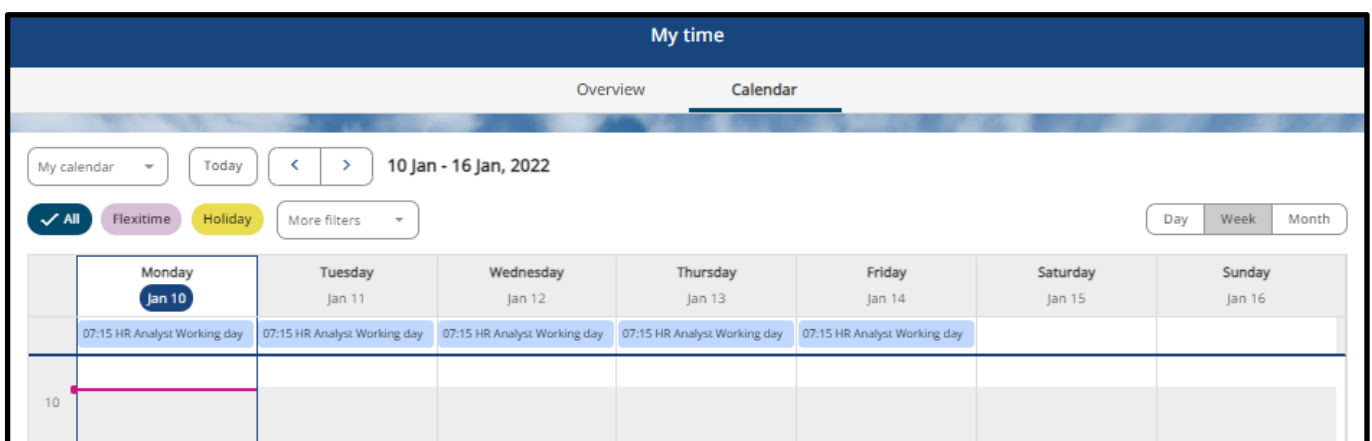 My time
Overview Calendar
My calendar Today 10 Jan - 16 Jan, 2022
All Flexitime Holiday More filters Day Week Month
Monday Tuesday Wednesday Thursday Friday Saturday Sunday
Jan 10 Jan 11 Jan 12 Jan 13 Jan 14 Jan 15 Jan 16
07:15 HR Analyst Working day 07:15 HR Analyst Working day 07:15 HR Analyst Working day 07:15 HR Analyst Working day 07:15 HR Analyst Working day
10